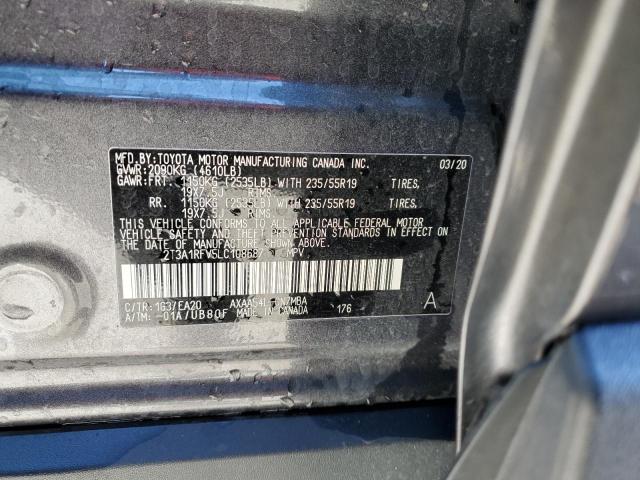 MFD.BY:TOYOTA MOTOR MANUFACTURING CANADA INC. 03/20
GVWR:2090KG (4610LB)
GAWR:FRT. 1150KG (2535LB) WITH 235/55R19 TIRES,
19X7.5J RIMS,
RR. 1150KG (2535LB) WITH 235/55R19 TIRES,
19X7.5J RIMS,
THIS VEHICLE CONFORMS TO ALL APPLICABLE FEDERAL MOTOR
VEHICLE SAFETY STANDARDS IN EFFECT ON THE DATE OF
MANUFACTURE SHOWN ABOVE.
MPV
C/TR: 1G3/EA20
A/TM: -01A/UB80F MADE IN CANADA 176
A